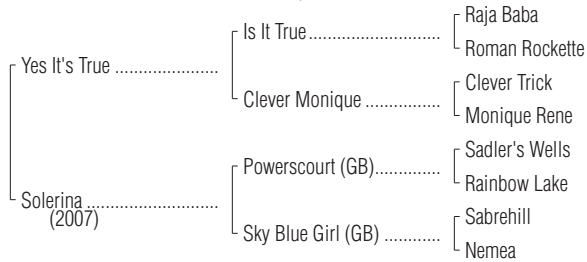 Raja Baba
Is It True
Roman Rockette
Yes It's True
Clever Trick
Clever Monique
Monique Rene
Sadler's Wells
Powerscourt (GB)
Rainbow Lake
Solerina
(2007)
Sabrehill
Sky Blue Girl (GB)
Nemea